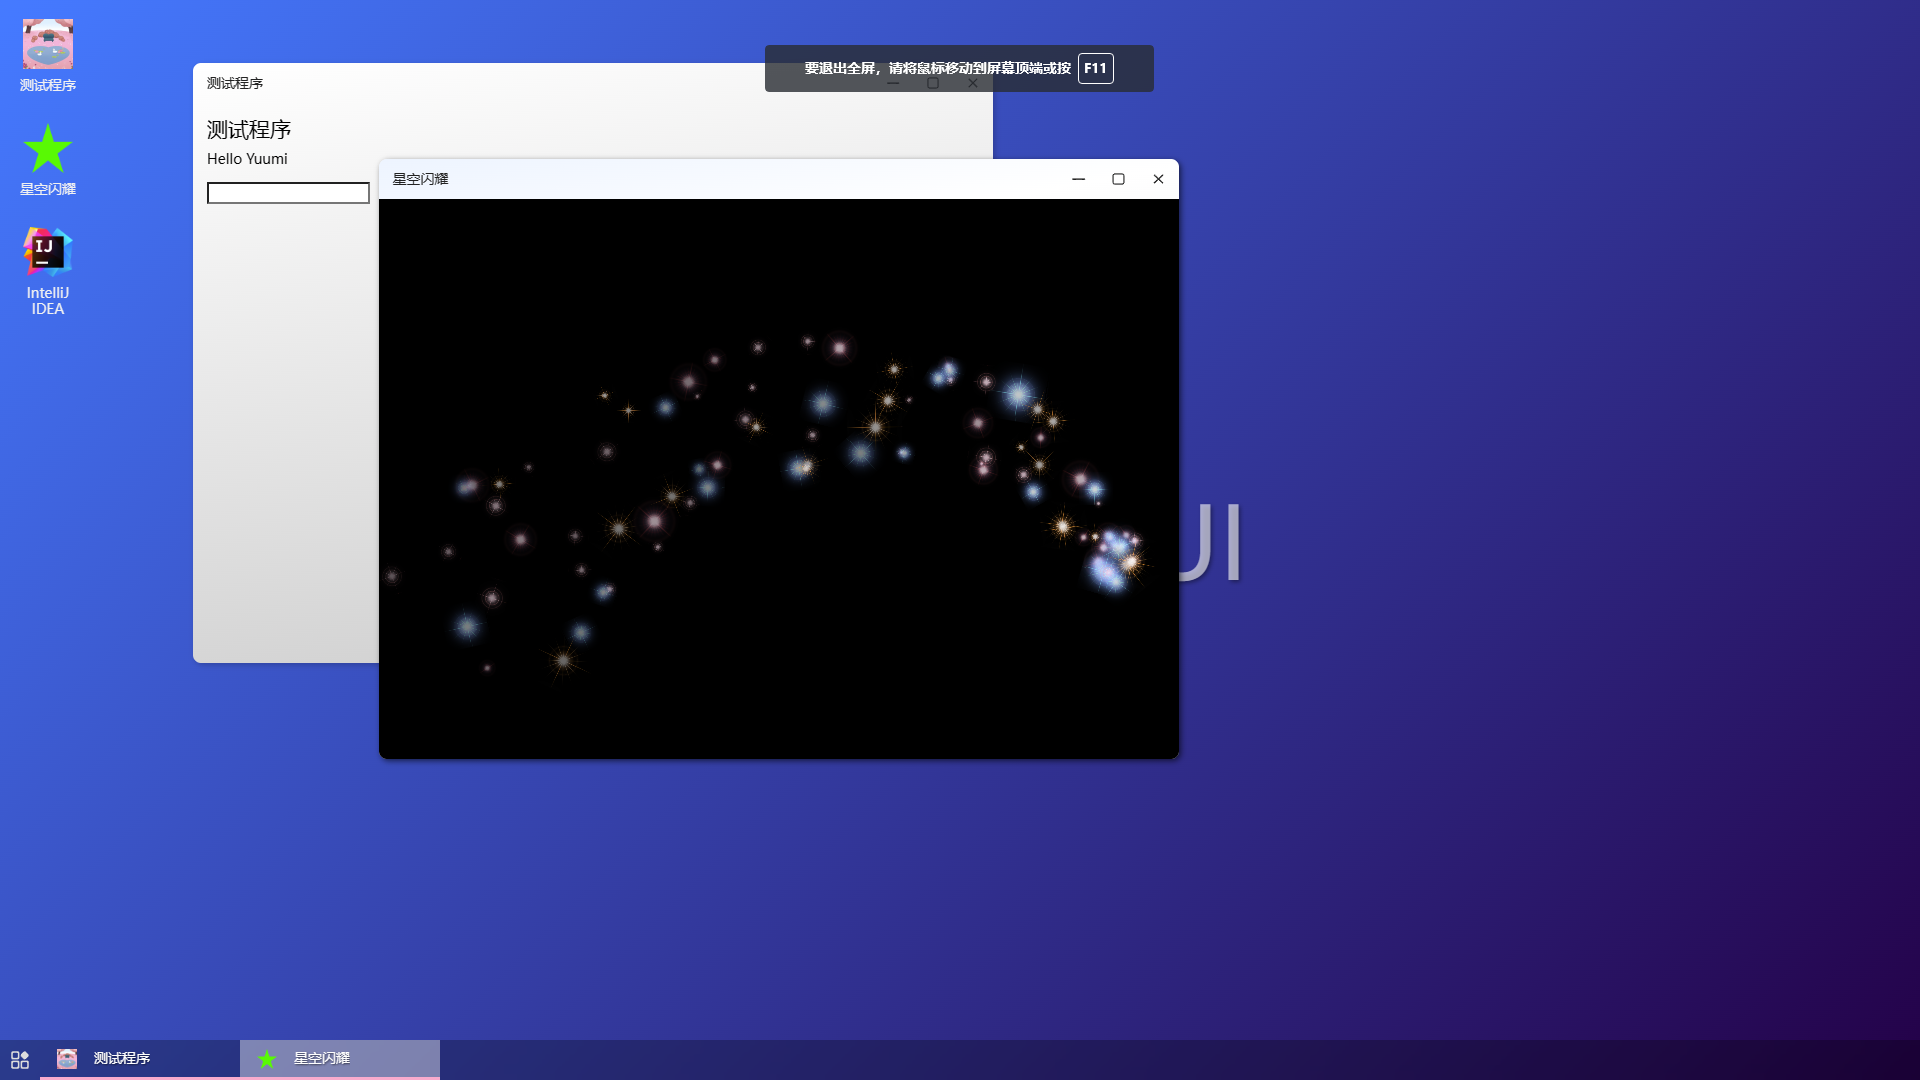 测试程序
星空闪耀
IJ
IntelliJ
IDEA
要退出全屏，请将鼠标移动到屏幕顶端或按 F11
测试程序
测试程序
Hello Yuumi
星空闪耀
UI
测试程序
星空闪耀